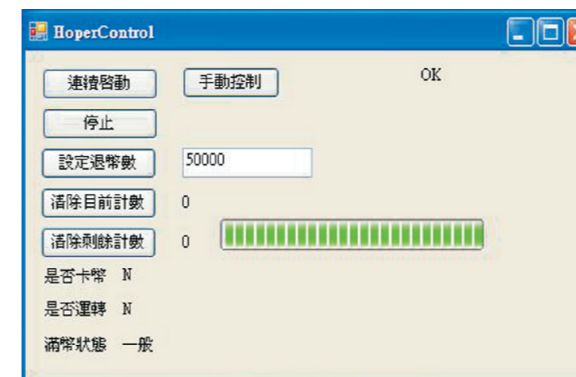 HoperControl
連續啓動 手動控制 OK
停止
設定退幣數 50000
清除目前計數 0
清除剩餘計數 0
是否卡幣 N
是否運轉 N
滿幣狀態 一般